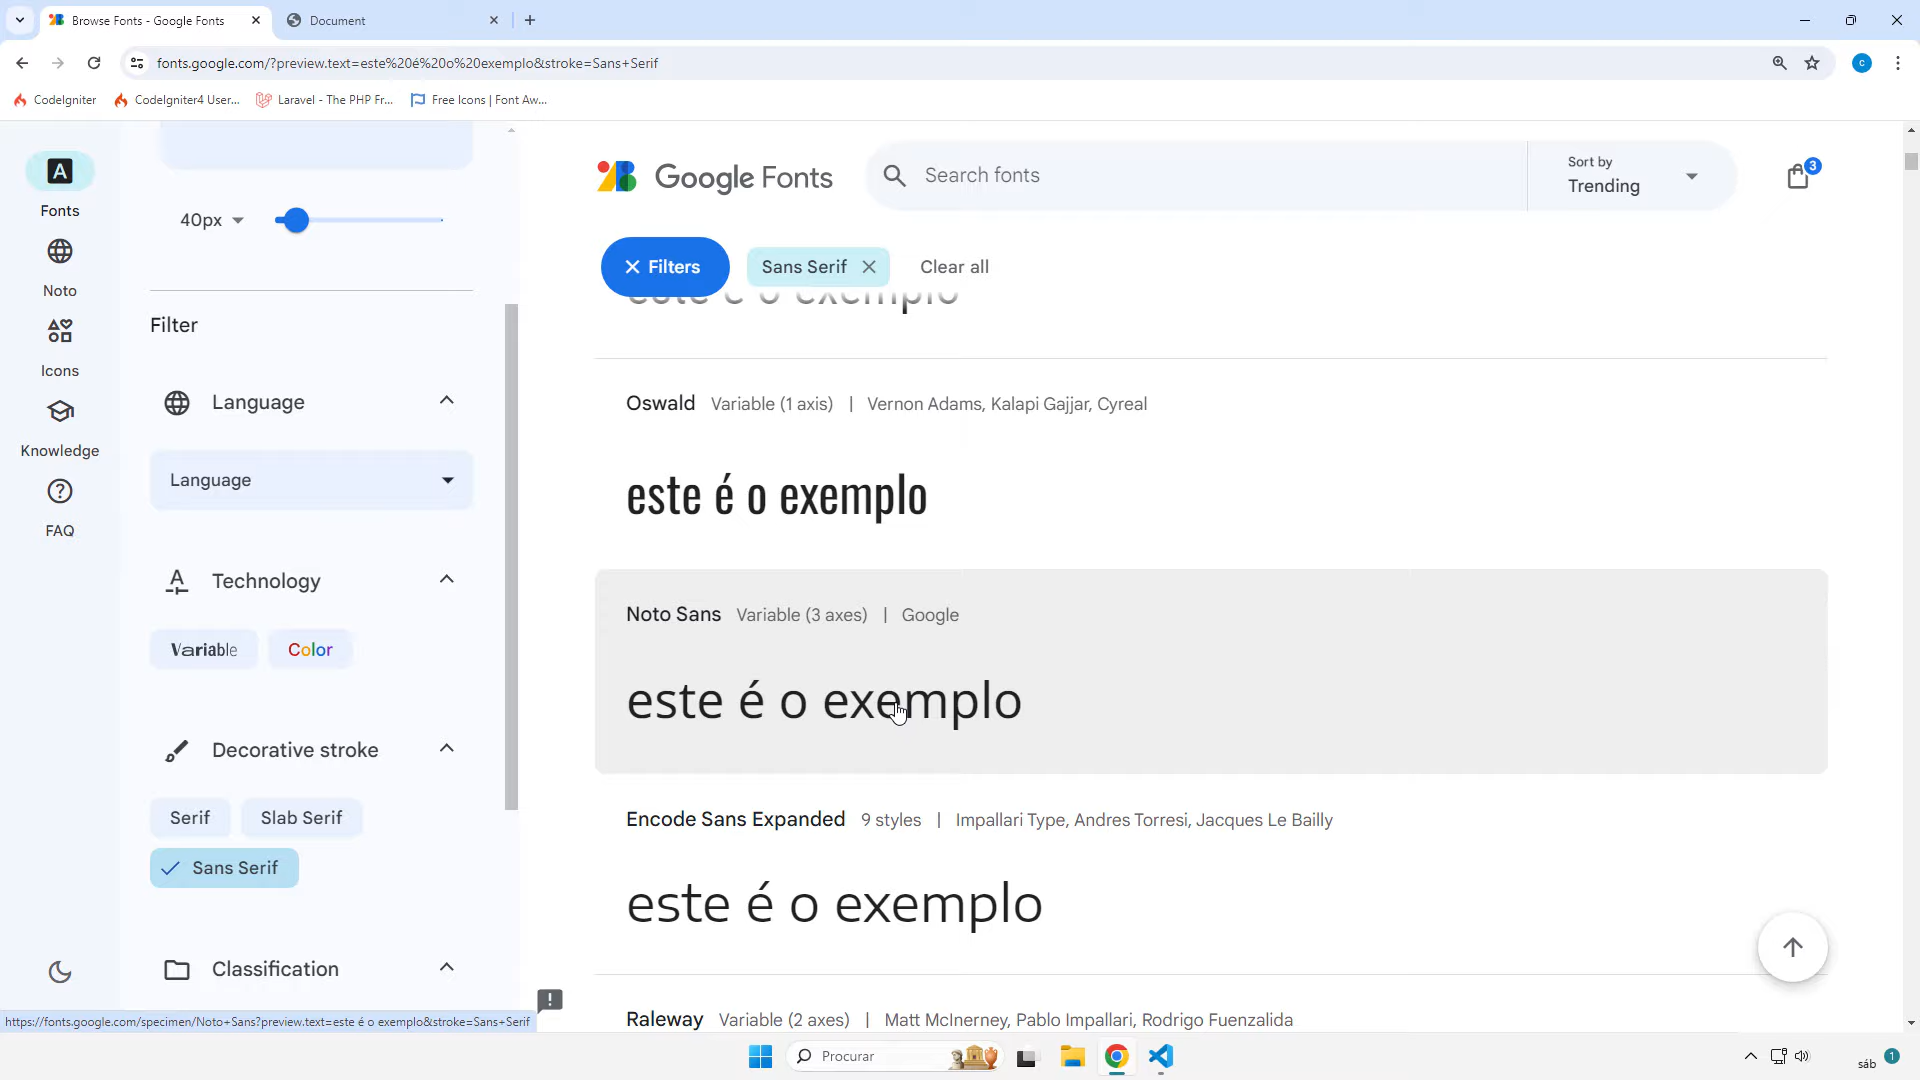 Browse Fonts - Google Fonts
Document
fonts.google.com/?preview.text=este%20é%20o%20exemplo&stroke=Sans+Serif
c
CodeIgniter
CodeIgniter4 User...
Laravel - The PHP Fr...
Free Icons | Font Aw...
A
Fonts
Noto
Icons
Knowledge
FAQ
40px
Filter
Language
Language
Technology
Variable
Color
Decorative stroke
Serif
Slab Serif
Sans Serif
Classification
Google Fonts
Search fonts
Sort by
Trending
3
Filters
Sans Serif
Clear all
este é o exemplo
Oswald Variable (1 axis) | Vernon Adams, Kalapi Gajjar, Cyreal
este é o exemplo
Noto Sans Variable (3 axes) | Google
este é o exemplo
Encode Sans Expanded 9 styles | Impallari Type, Andres Torresi, Jacques Le Bailly
este é o exemplo
Raleway Variable (2 axes) | Matt McInerney, Pablo Impallari, Rodrigo Fuenzalida
https://fonts.google.com/specimen/Noto+Sans?preview.text=este é o exemplo&stroke=Sans+Serif
Procurar
sáb
1